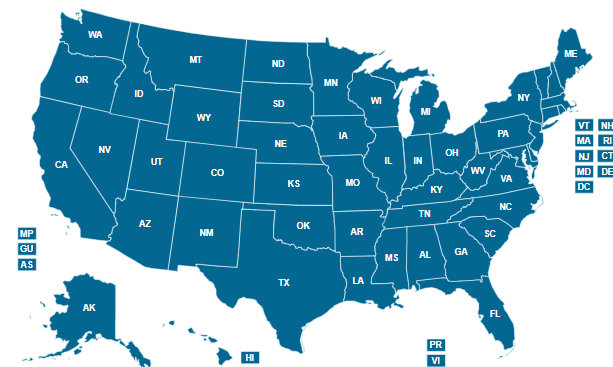 WA
MT
ND
MN
ME
OR
ID
SD
WI
MI
NY
WY
VT NH
IA
PA
MA RI
NE
NV
OH
NJ CT
CA
UT
IL
IN
CO
WV
MD DE
VA
KS
MO
KY
DC
NC
TN
AZ
OK
AR
SC
NM
MP
GU
AS
MS
AL
GA
TX
LA
AK
FL
PR
HI
VI